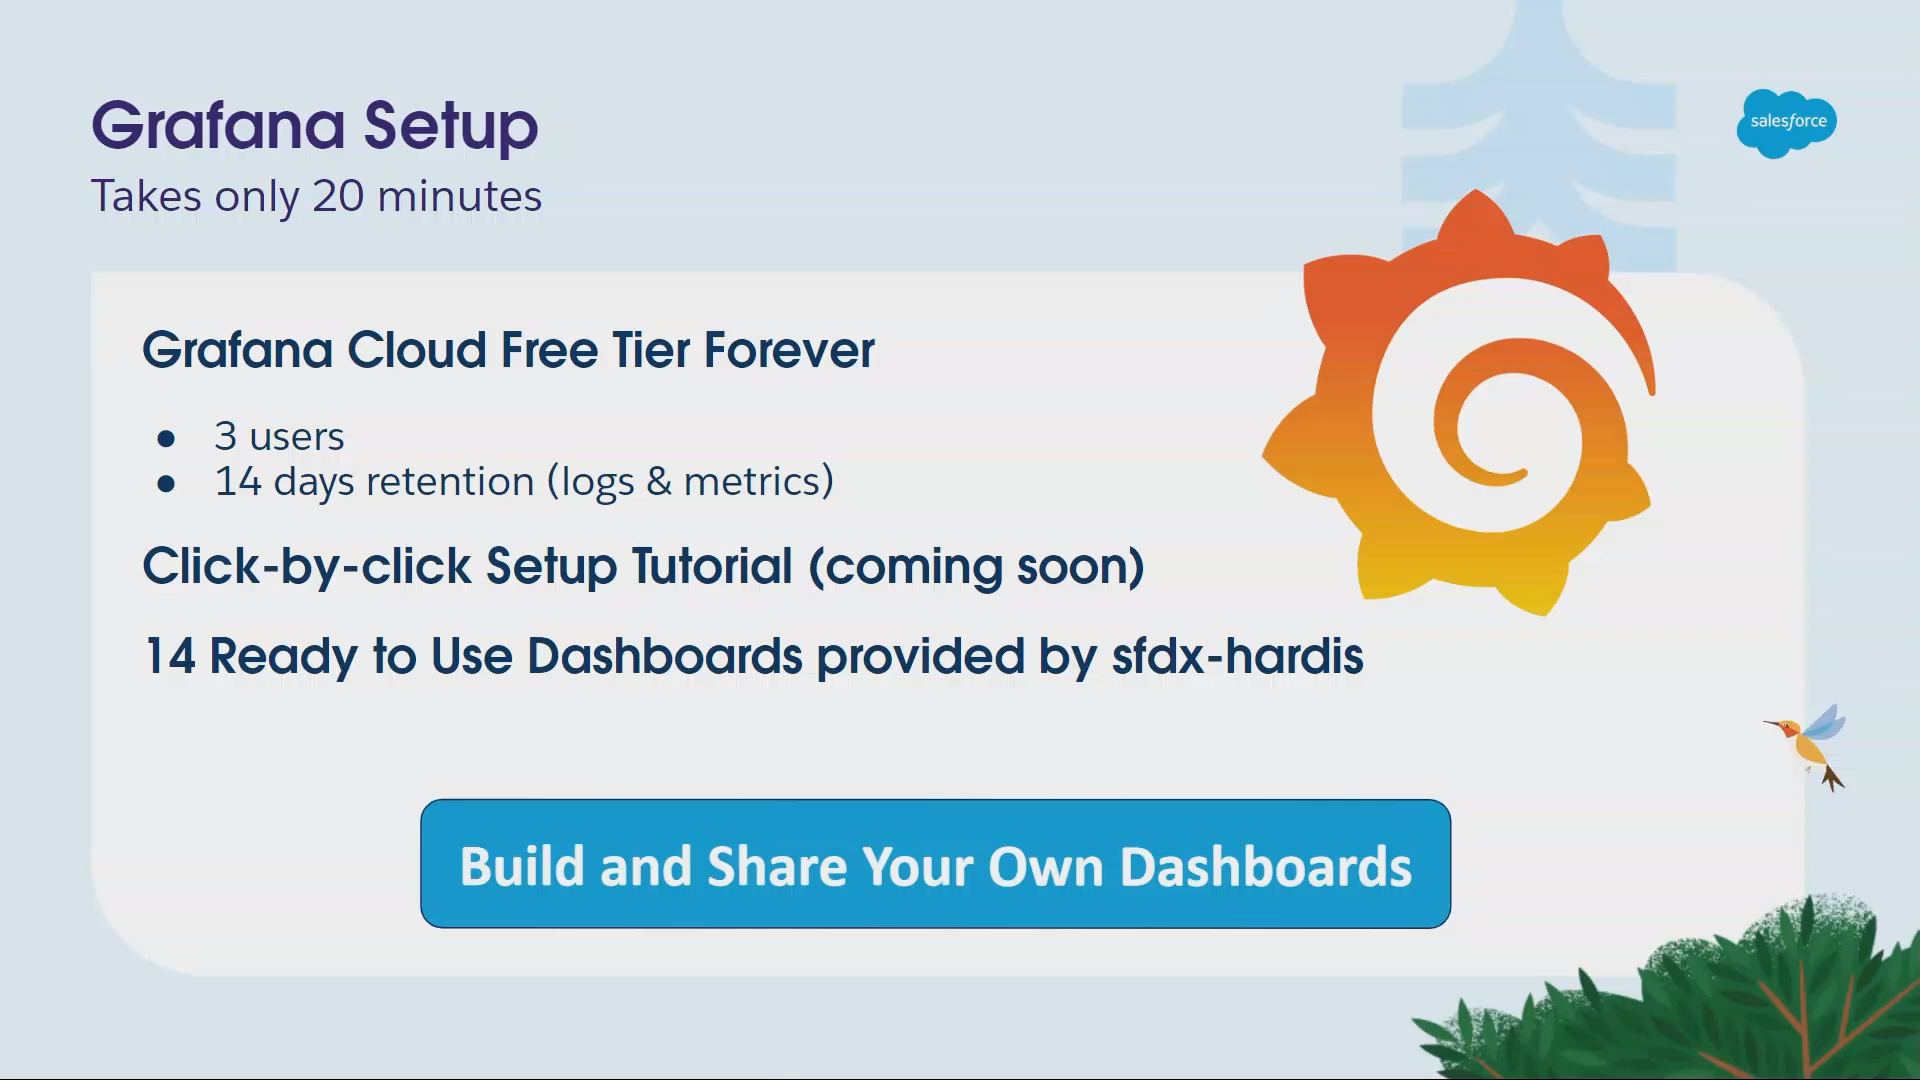 Grafana Setup
Takes only 20 minutes
salesforce
Grafana Cloud Free Tier Forever
● 3 users
● 14 days retention (logs & metrics)
Click-by-click Setup Tutorial (coming soon)
14 Ready to Use Dashboards provided by sfdx-hardis
Build and Share Your Own Dashboards